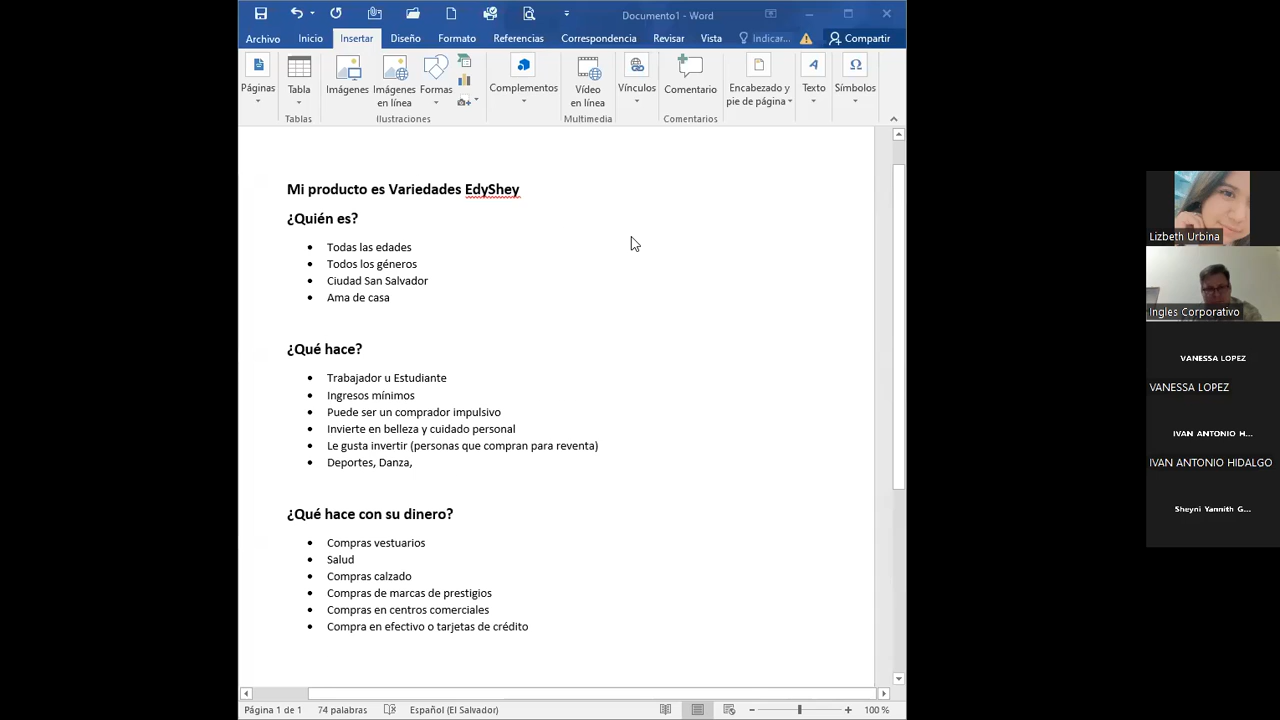 Documento1 - Word
Archivo Inicio Insertar Diseño Formato Referencias Correspondencia Revisar Vista Indicar... Compartir
Páginas Tabla Imágenes Imágenes en línea Formas Complementos Vídeo en línea Vínculos Comentario Encabezado y pie de página Texto Símbolos
Tablas Ilustraciones Multimedia Comentarios
Mi producto es Variedades EdyShey
¿Quién es?
• Todas las edades
• Todos los géneros
• Ciudad San Salvador
• Ama de casa
¿Qué hace?
• Trabajador u Estudiante
• Ingresos mínimos
• Puede ser un comprador impulsivo
• Invierte en belleza y cuidado personal
• Le gusta invertir (personas que compran para reventa)
• Deportes, Danza,
¿Qué hace con su dinero?
• Compras vestuarios
• Salud
• Compras calzado
• Compras de marcas de prestigios
• Compras en centros comerciales
• Compra en efectivo o tarjetas de crédito
Página 1 de 1 74 palabras Español (El Salvador) 100 %
Lizbeth Urbina
Ingles Corporativo
VANESSA LOPEZ
VANESSA LOPEZ
IVAN ANTONIO H...
IVAN ANTONIO HIDALGO
Sheyni Yannith G...